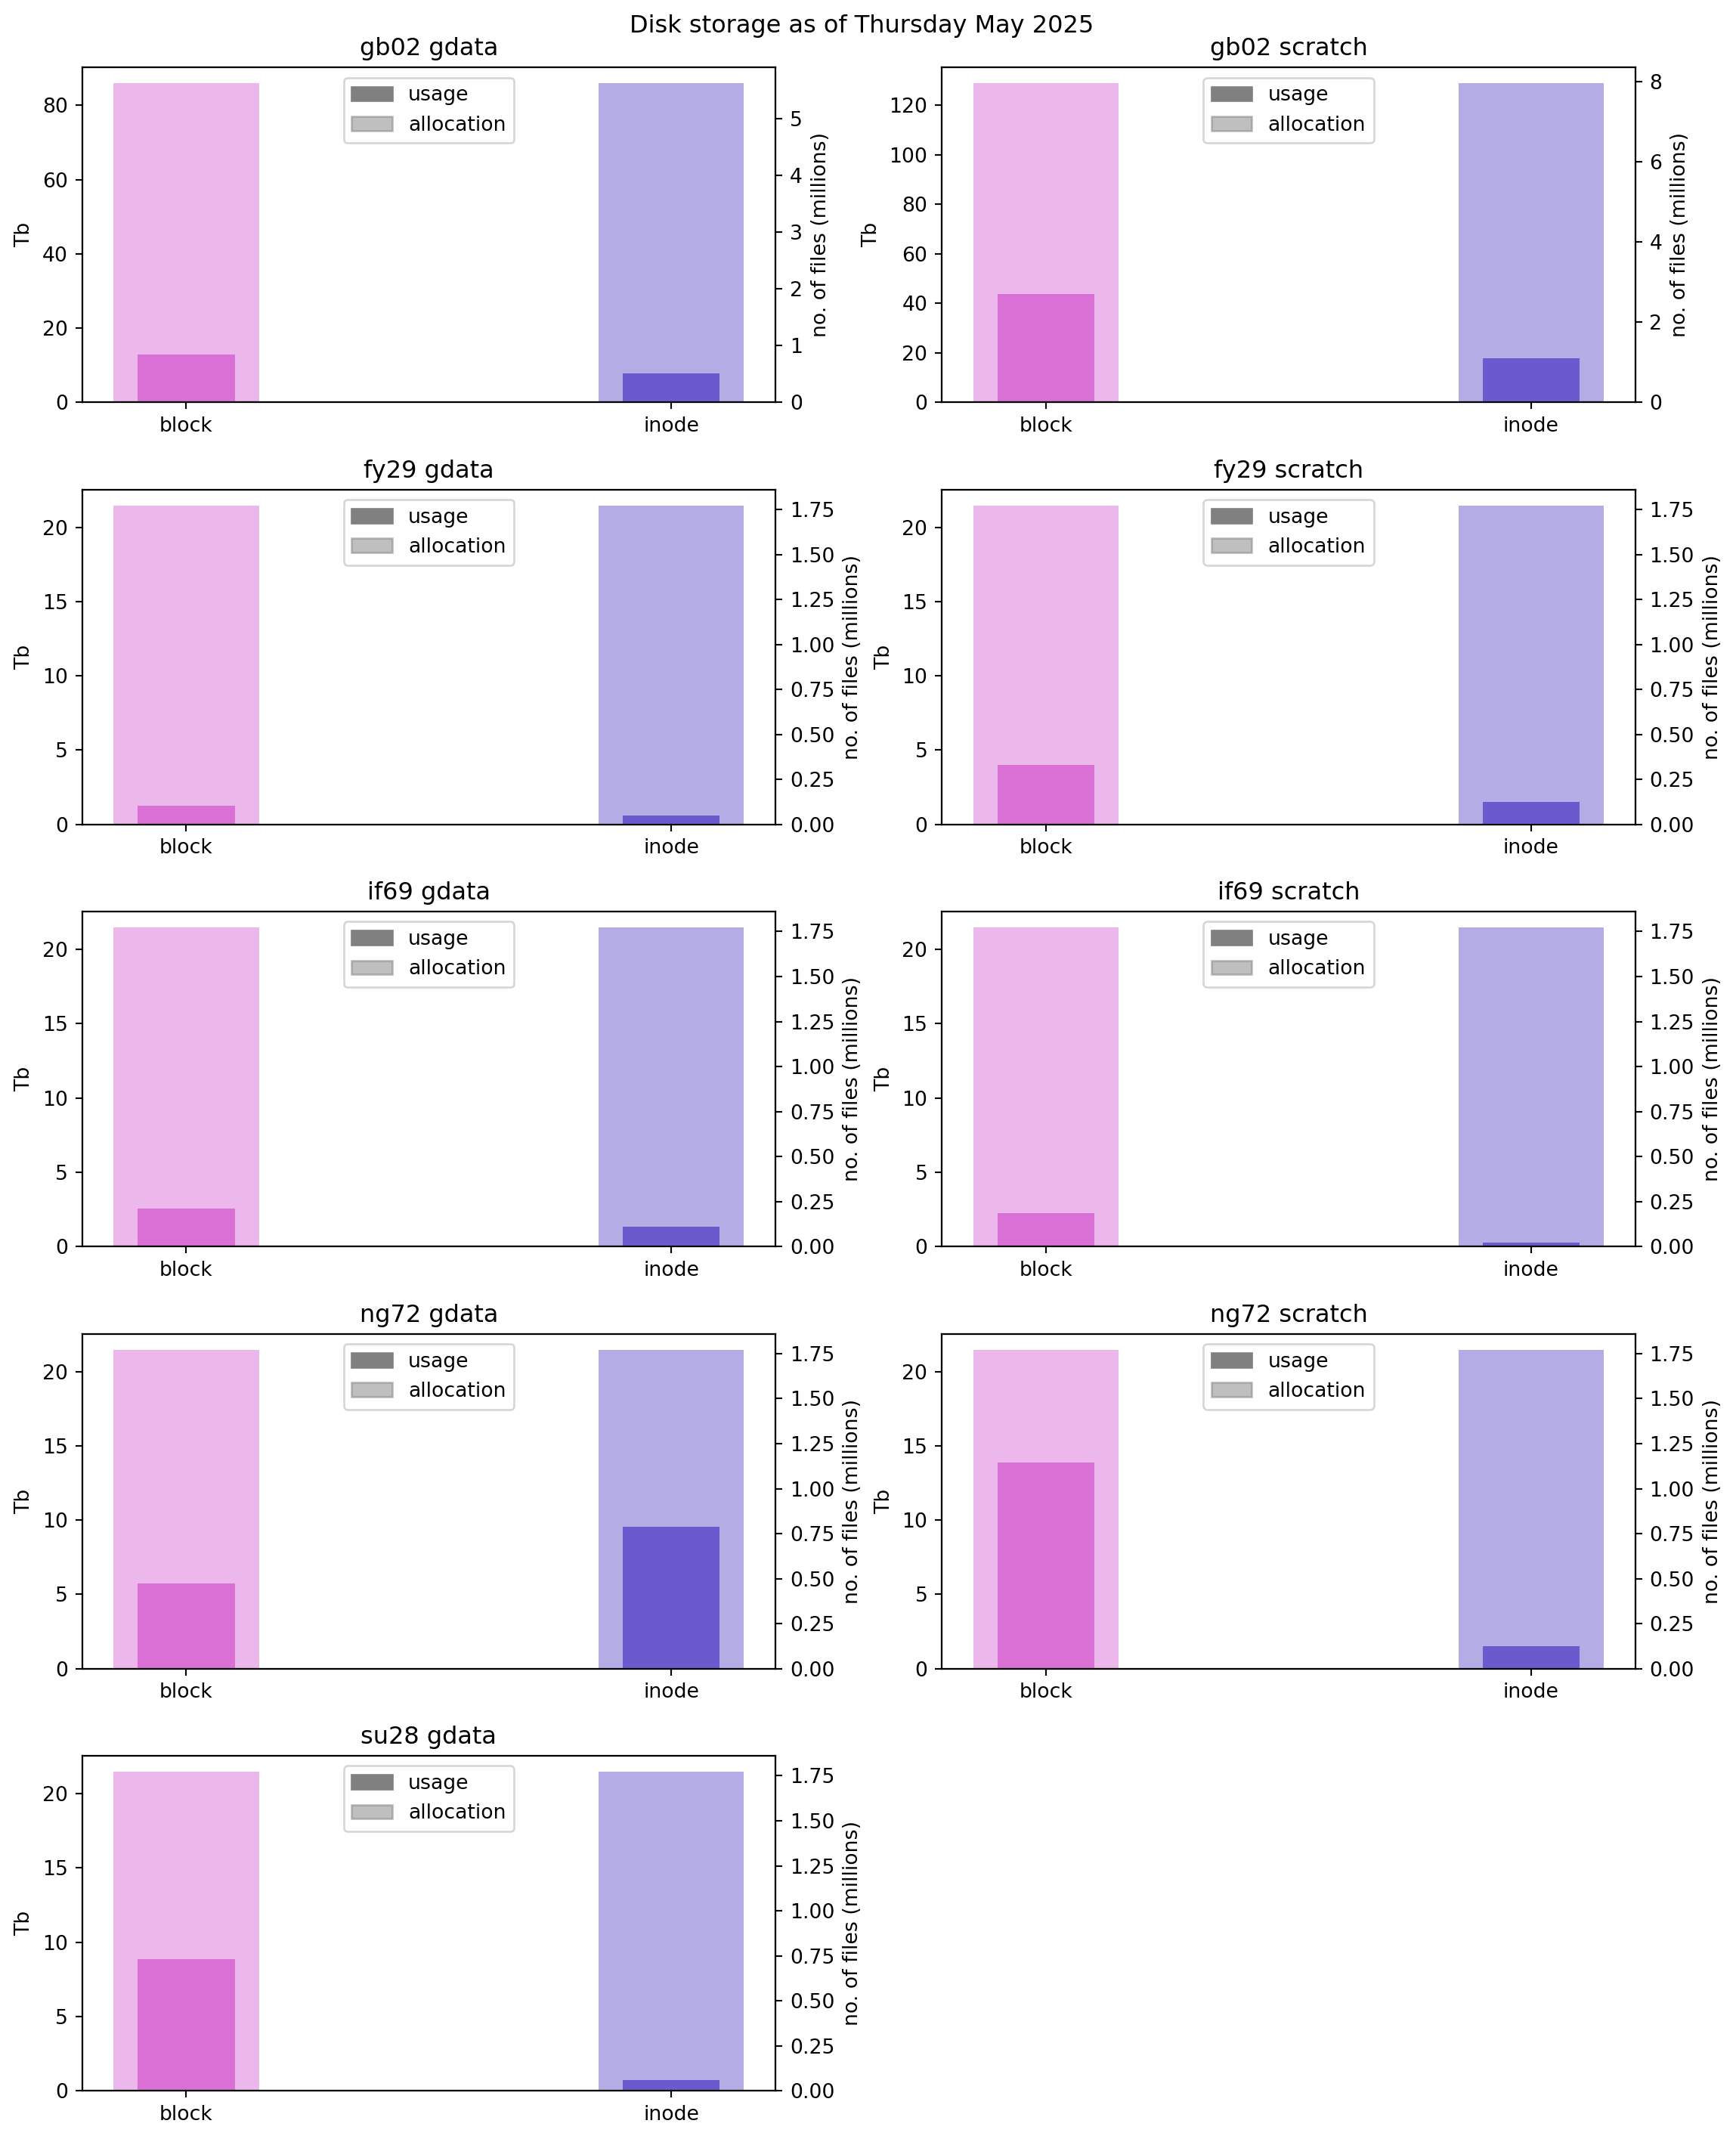 Disk storage as of Thursday May 2025
gb02 gdata
usage
allocation
80
60
40
20
0
Tb
5
4
3
2
1
0
no. of files (millions)
block
inode
gb02 scratch
usage
allocation
120
100
80
60
40
20
0
Tb
8
6
4
2
0
no. of files (millions)
block
inode
fy29 gdata
usage
allocation
20
15
10
5
0
Tb
1.75
1.50
1.25
1.00
0.75
0.50
0.25
0.00
no. of files (millions)
block
inode
fy29 scratch
usage
allocation
20
15
10
5
0
Tb
1.75
1.50
1.25
1.00
0.75
0.50
0.25
0.00
no. of files (millions)
block
inode
if69 gdata
usage
allocation
20
15
10
5
0
Tb
1.75
1.50
1.25
1.00
0.75
0.50
0.25
0.00
no. of files (millions)
block
inode
if69 scratch
usage
allocation
20
15
10
5
0
Tb
1.75
1.50
1.25
1.00
0.75
0.50
0.25
0.00
no. of files (millions)
block
inode
ng72 gdata
usage
allocation
20
15
10
5
0
Tb
1.75
1.50
1.25
1.00
0.75
0.50
0.25
0.00
no. of files (millions)
block
inode
ng72 scratch
usage
allocation
20
15
10
5
0
Tb
1.75
1.50
1.25
1.00
0.75
0.50
0.25
0.00
no. of files (millions)
block
inode
su28 gdata
usage
allocation
20
15
10
5
0
Tb
1.75
1.50
1.25
1.00
0.75
0.50
0.25
0.00
no. of files (millions)
block
inode